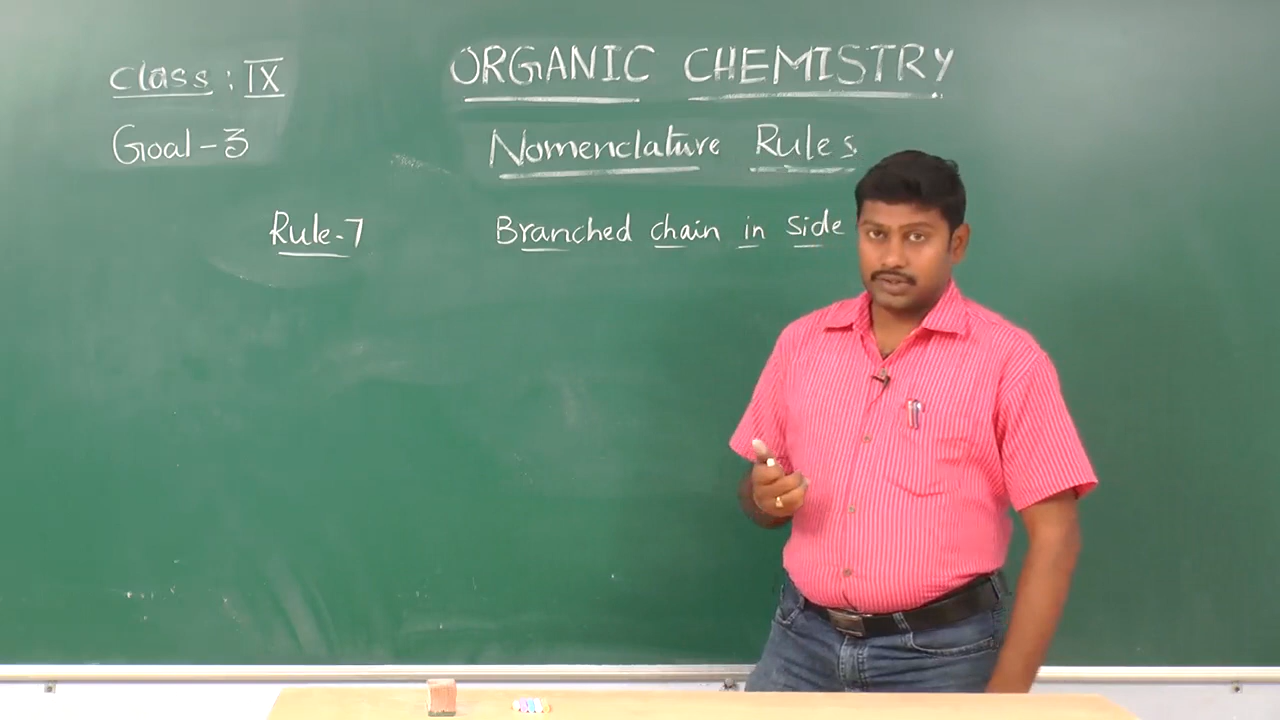 Class : IX
ORGANIC CHEMISTRY
Goal - 3
Nomenclature Rules
Rule-7
Branched chain in side